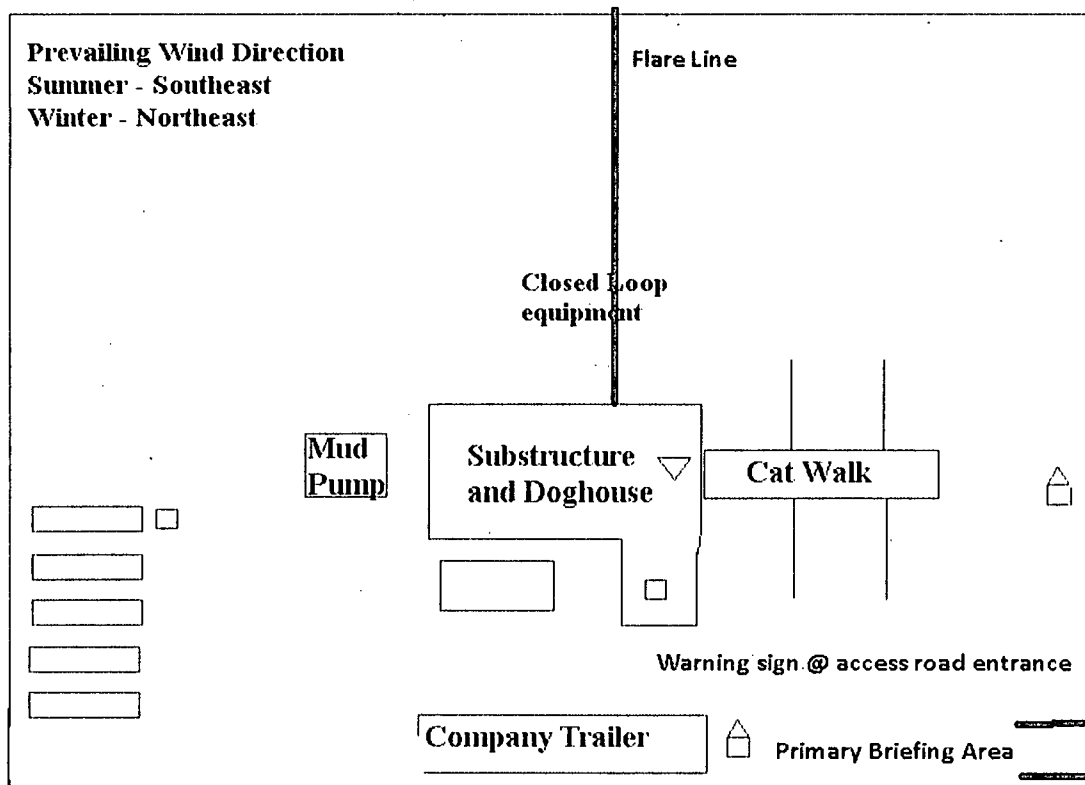 Prevailing Wind Direction
Summer - Southeast
Winter - Northeast
Flare Line
Closed Loop
equipment
Mud
Pump
Substructure
and Doghouse
Cat Walk
Warning sign @ access road entrance
Company Trailer
Primary Briefing Area